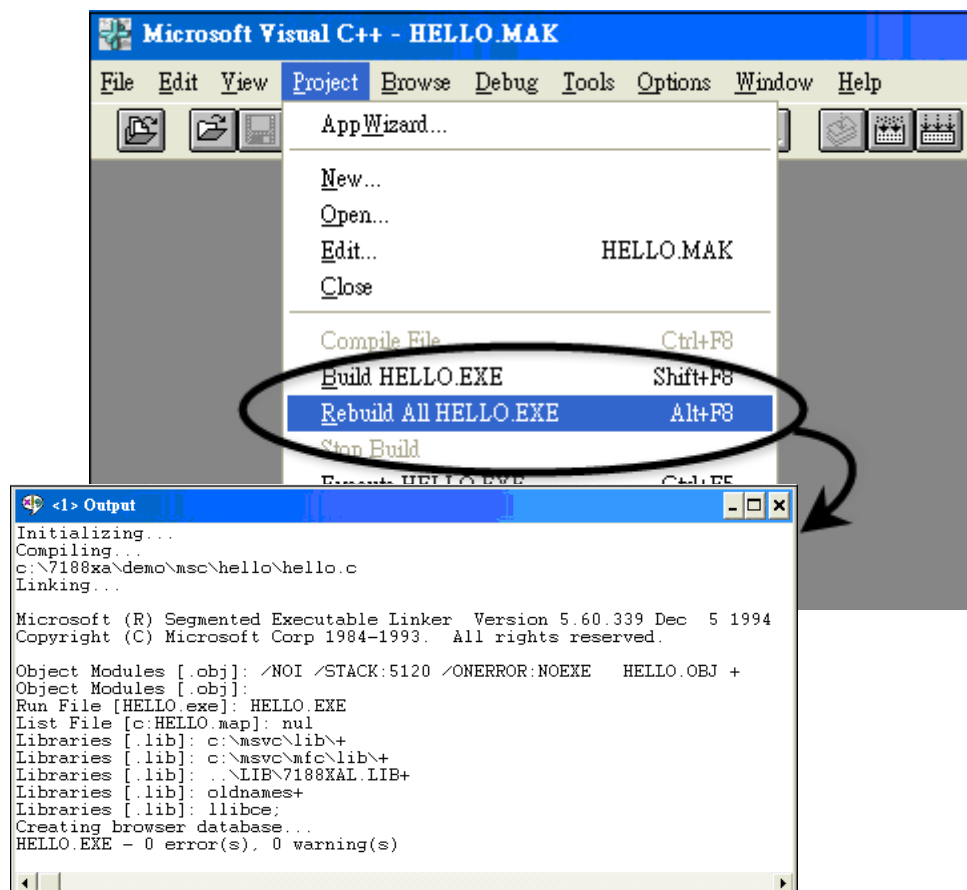 Microsoft Visual C++ - HELLO.MAK
File Edit View Project Browse Debug Tools Options Window Help
AppWizard...
New...
Open...
Edit... HELLO.MAK
Close
Compile File Ctrl+F8
Build HELLO.EXE Shift+F8
Rebuild All HELLO.EXE Alt+F8
Stop Build
Execute HELLO.EXE Ctrl+F5
<1> Output
Initializing...
Compiling...
c:\7188xa\demo\msc\hello\hello.c
Linking...
Microsoft (R) Segmented Executable Linker Version 5.60.339 Dec 5 1994
Copyright (C) Microsoft Corp 1984-1993. All rights reserved.
Object Modules [.obj]: /NOI /STACK:5120 /ONERROR:NOEXE HELLO.OBJ +
Object Modules [.obj]:
Run File [HELLO.exe]: HELLO.EXE
List File [c:HELLO.map]: nul
Libraries [.lib]: c:\msvc\lib\+
Libraries [.lib]: c:\msvc\mfc\lib\+
Libraries [.lib]: ..\LIB\7188XAL.LIB+
Libraries [.lib]: oldnames+
Libraries [.lib]: llibce;
Creating browser database...
HELLO.EXE - 0 error(s), 0 warning(s)